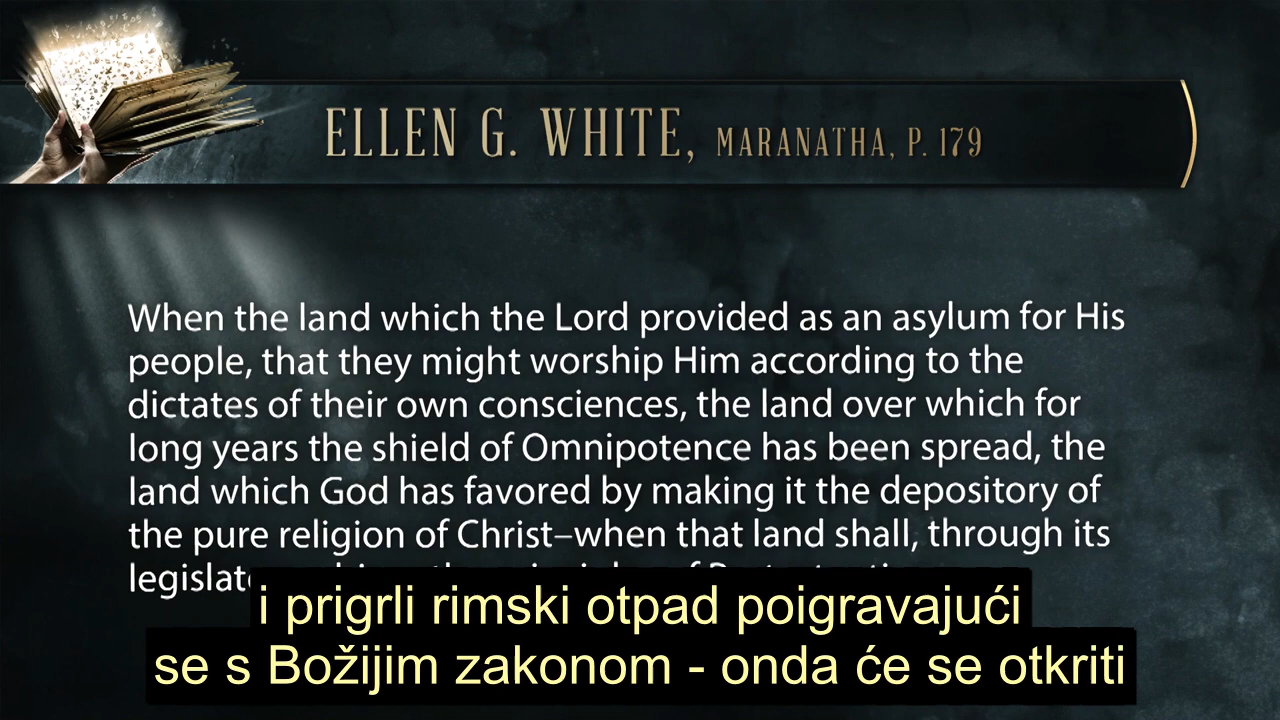 ELLEN G. WHITE, MARANATHA, P. 179
When the land which the Lord provided as an asylum for His
people, that they might worship Him according to the
dictates of their own consciences, the land over which for
long years the shield of Omnipotence has been spread, the
land which God has favored by making it the depository of
the pure religion of Christ–when that land shall, through its
i prigrli rimski otpad poigravajući
se s Božijim zakonom - onda će se otkriti